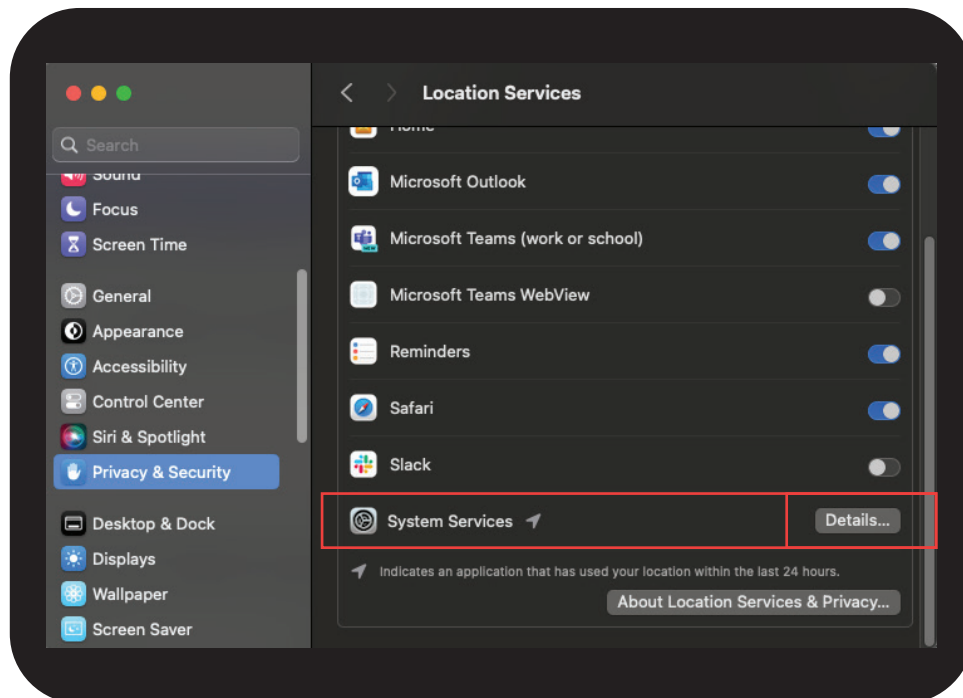 Location Services
Search
Sound
Focus
Screen Time
General
Appearance
Accessibility
Control Center
Siri & Spotlight
Privacy & Security
Desktop & Dock
Displays
Wallpaper
Screen Saver
Home
Microsoft Outlook
Microsoft Teams (work or school)
Microsoft Teams WebView
Reminders
Safari
Slack
System Services Details...
Indicates an application that has used your location within the last 24 hours.
About Location Services & Privacy...